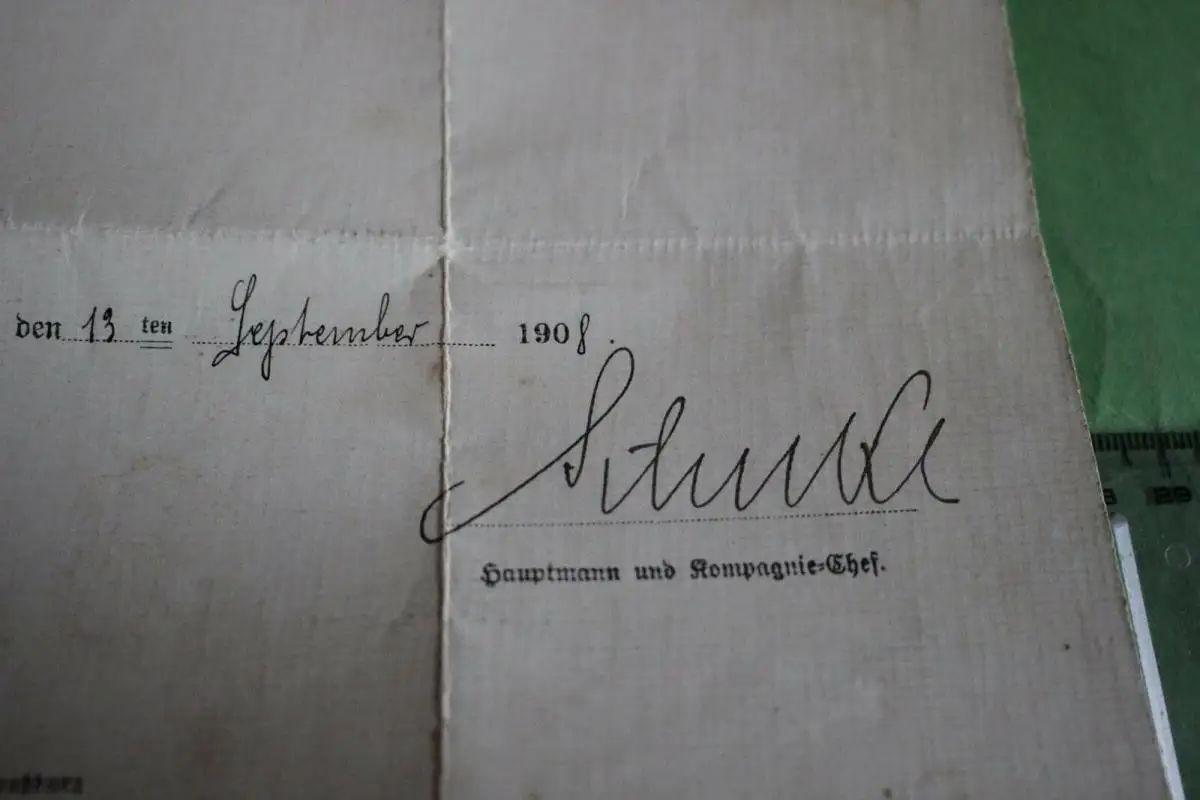 den 13 ten September 1908.
Hauptmann und Kompagnie-Chef.